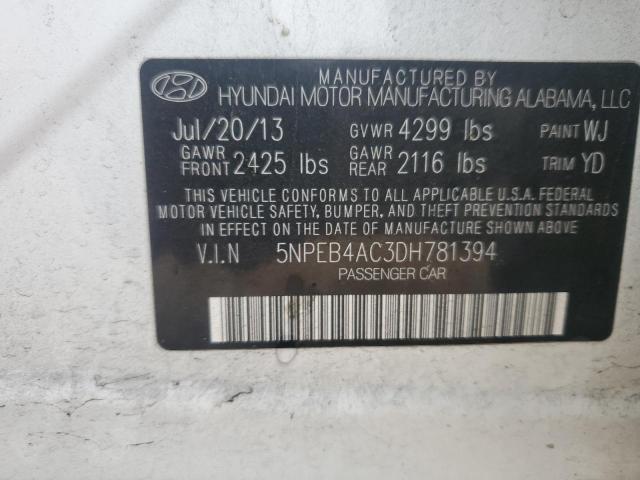 MANUFACTURED BY
HYUNDAI MOTOR MANUFACTURING ALABAMA, LLC
Jul/20/13 GVWR 4299 lbs PAINT WJ
GAWR FRONT 2425 lbs GAWR REAR 2116 lbs TRIM YD
THIS VEHICLE CONFORMS TO ALL APPLICABLE U.S.A. FEDERAL
MOTOR VEHICLE SAFETY, BUMPER, AND THEFT PREVENTION STANDARDS
IN EFFECT ON THE DATE OF MANUFACTURE SHOWN ABOVE
V.I.N 5NPEB4AC3DH781394
PASSENGER CAR